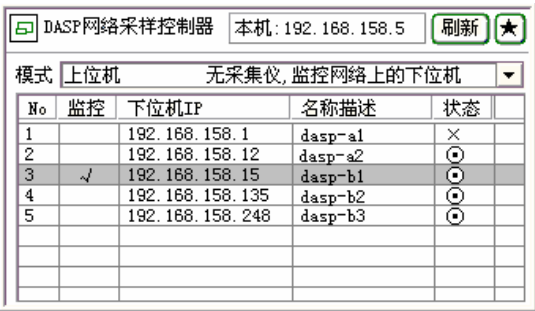 DASP网络采样控制器 本机:192.168.158.5 刷新 ★
模式 上位机 无采集仪,监控网络上的下位机
No 监控 下位机IP 名称描述 状态
1 192.168.158.1 dasp-a1 ×
2 192.168.158.12 dasp-a2 ⊙
3 √ 192.168.158.15 dasp-b1 ⊙
4 192.168.158.135 dasp-b2 ⊙
5 192.168.158.248 dasp-b3 ⊙